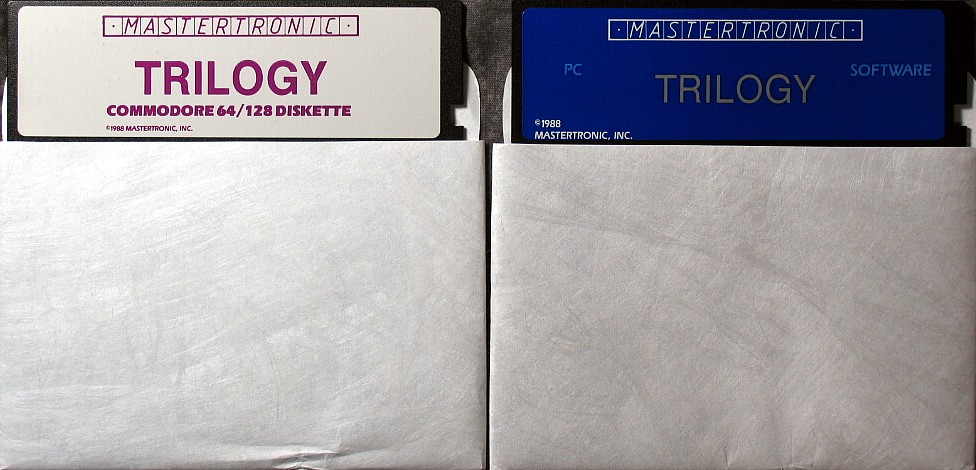 · MASTERTRONIC ·
TRILOGY
COMMODORE 64/128 DISKETTE
©1988 MASTERTRONIC, INC.
· MASTERTRONIC ·
PC SOFTWARE
TRILOGY
©1988
MASTERTRONIC, INC.